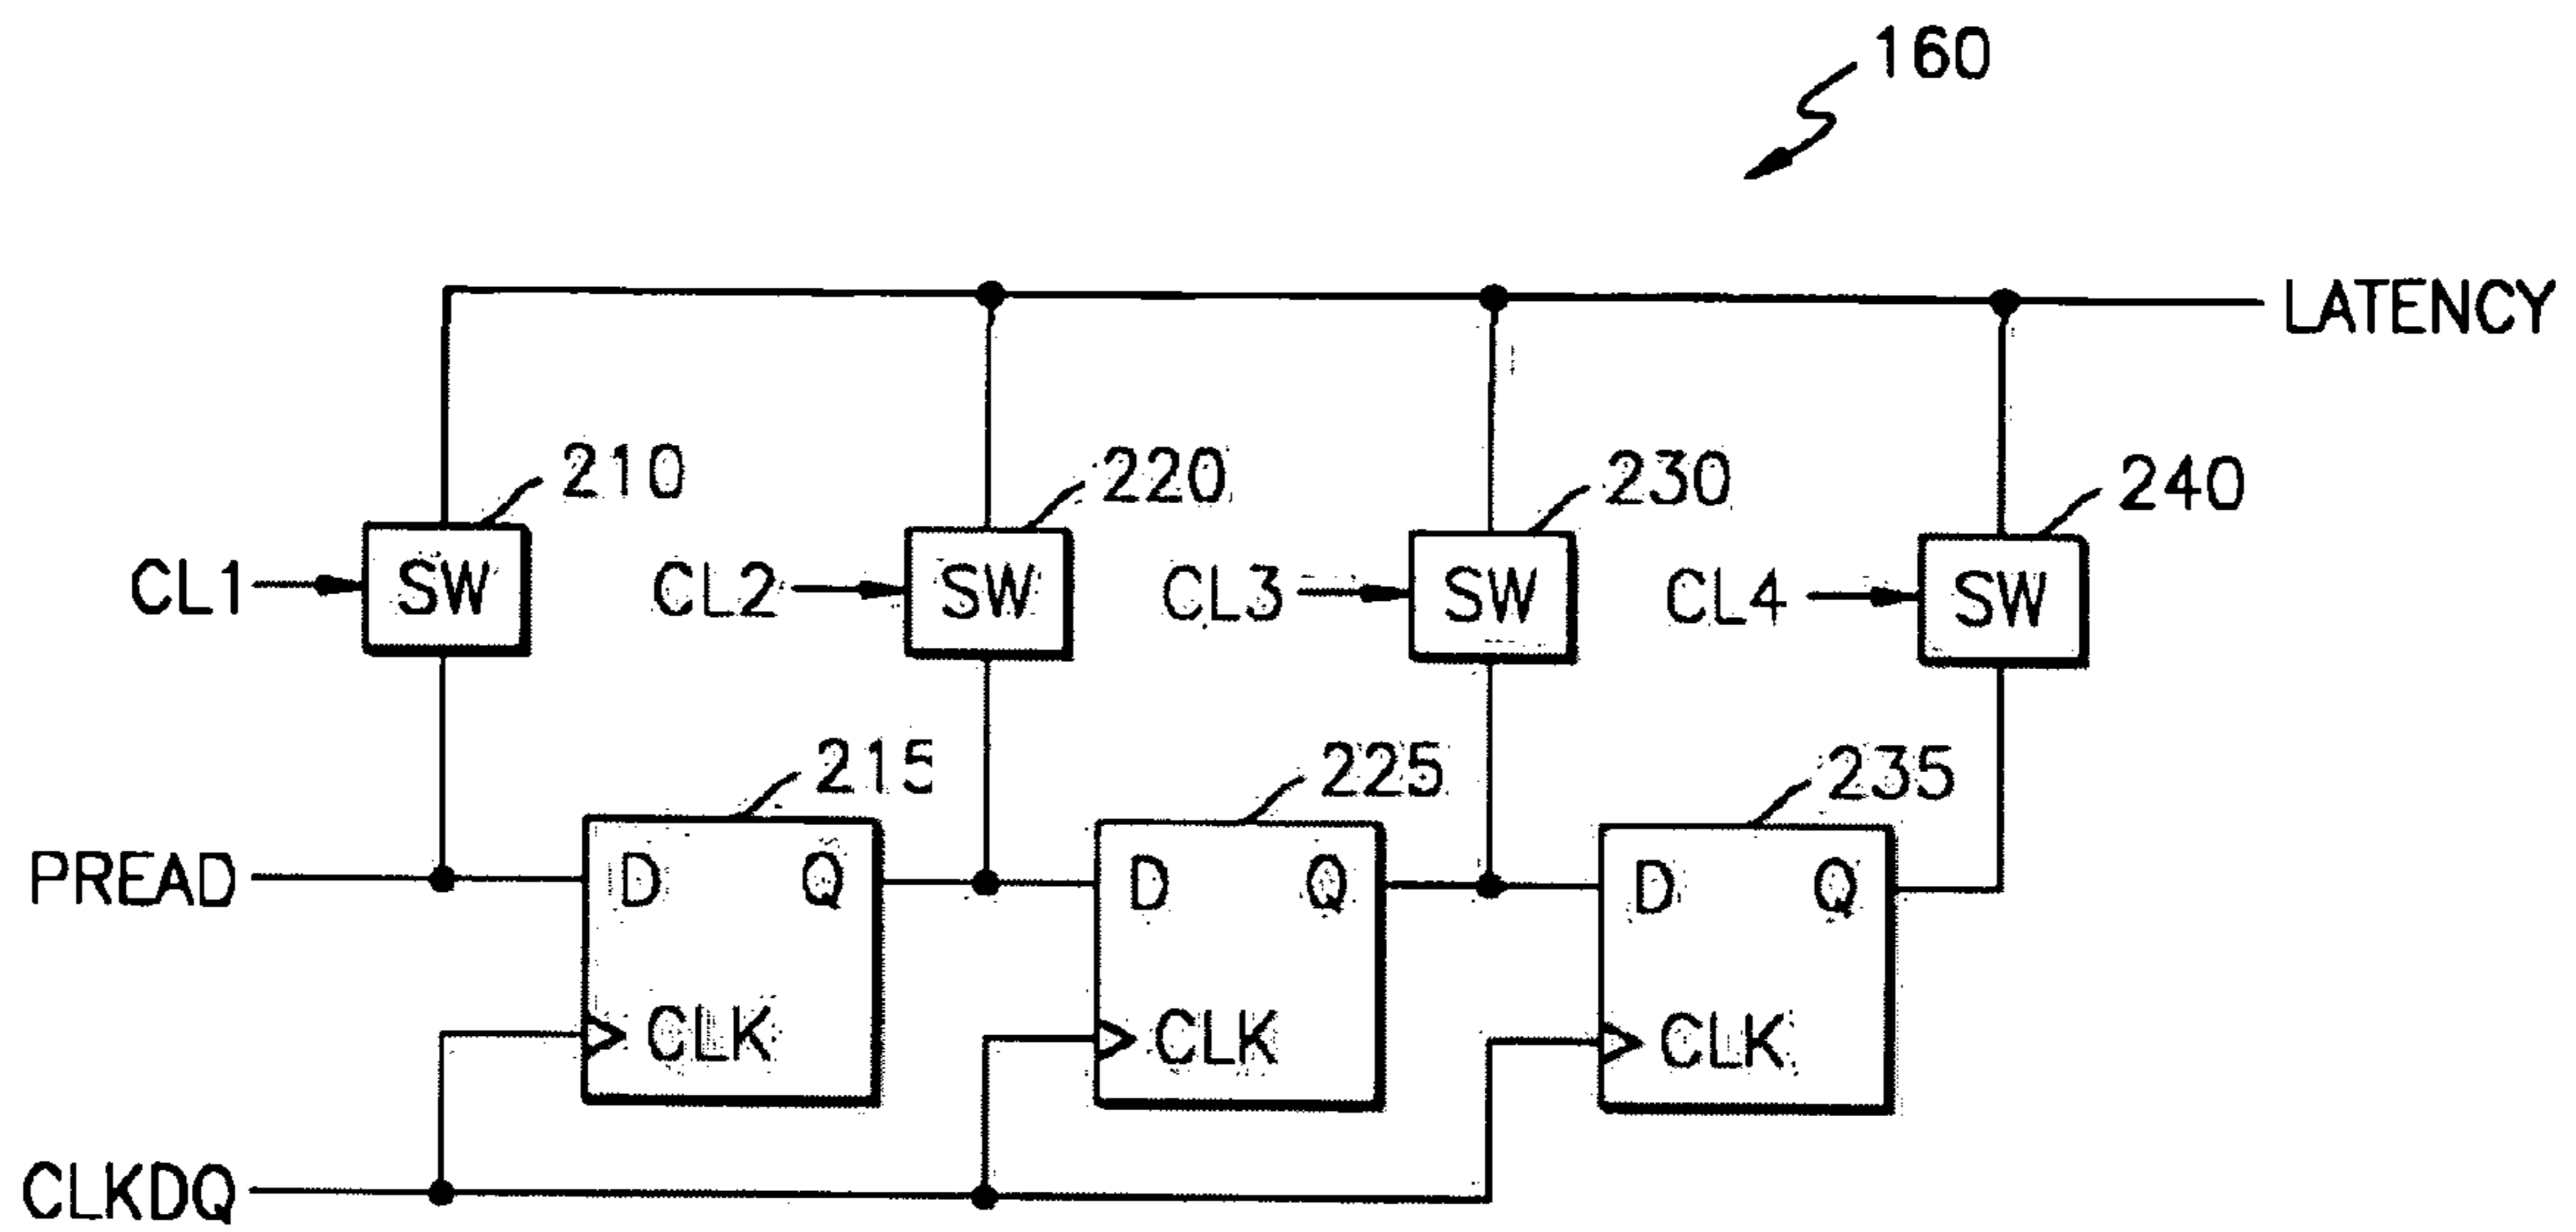 160
LATENCY
210
220
230
240
CL1
SW
CL2
SW
CL3
SW
CL4
SW
215
225
235
PREAD
D
Q
D
Q
D
Q
CLK
CLK
CLK
CLKDQ